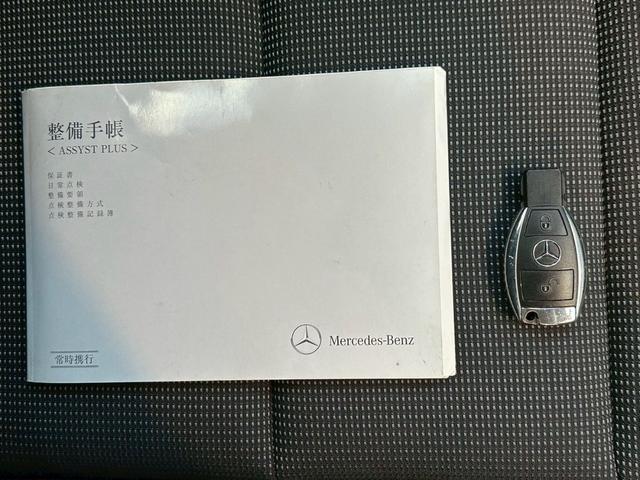 整備手帳
< ASSYST PLUS >
保証書
日常点検
整備要領
点検整備方式
点検整備記録簿
常時携行
Mercedes-Benz